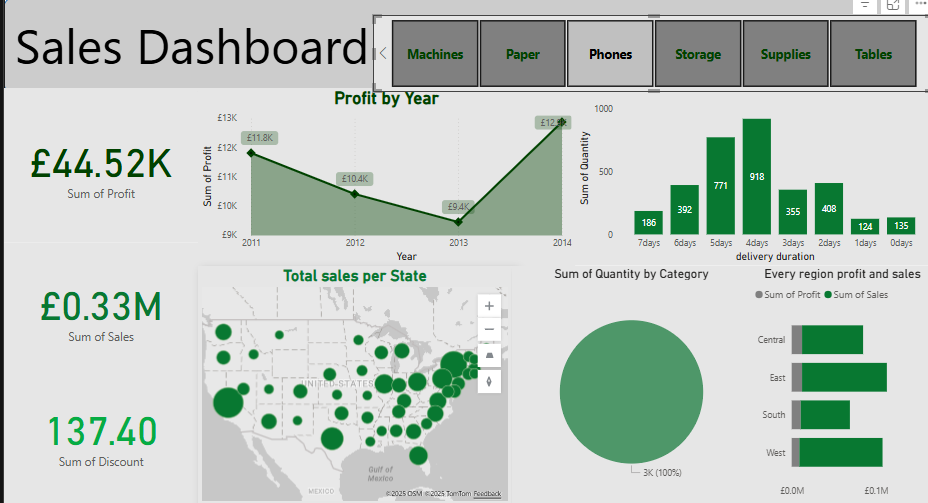 Sales Dashboard
Machines
Paper
Phones
Storage
Supplies
Tables
£44.52K
Sum of Profit
£0.33M
Sum of Sales
137.40
Sum of Discount
Profit by Year
Sum of Profit
£13K
£12K
£11K
£10K
£9K
£11.8K
£10.4K
£9.4K
2011 2012 2013 2014
Year
Sum of Quantity
1000
500
0
186 392 771 918 355 408 124 135
7days 6days 5days 4days 3days 2days 1days 0days
delivery duration
Total sales per State
UNITED STATES
Gulf of
Mexico
MEXICO
©2025 OSM ©2025 TomTom Feedback
Sum of Quantity by Category
3K (100%)
Every region profit and sales
Sum of Profit Sum of Sales
Central
East
South
West
£0.0M £0.1M